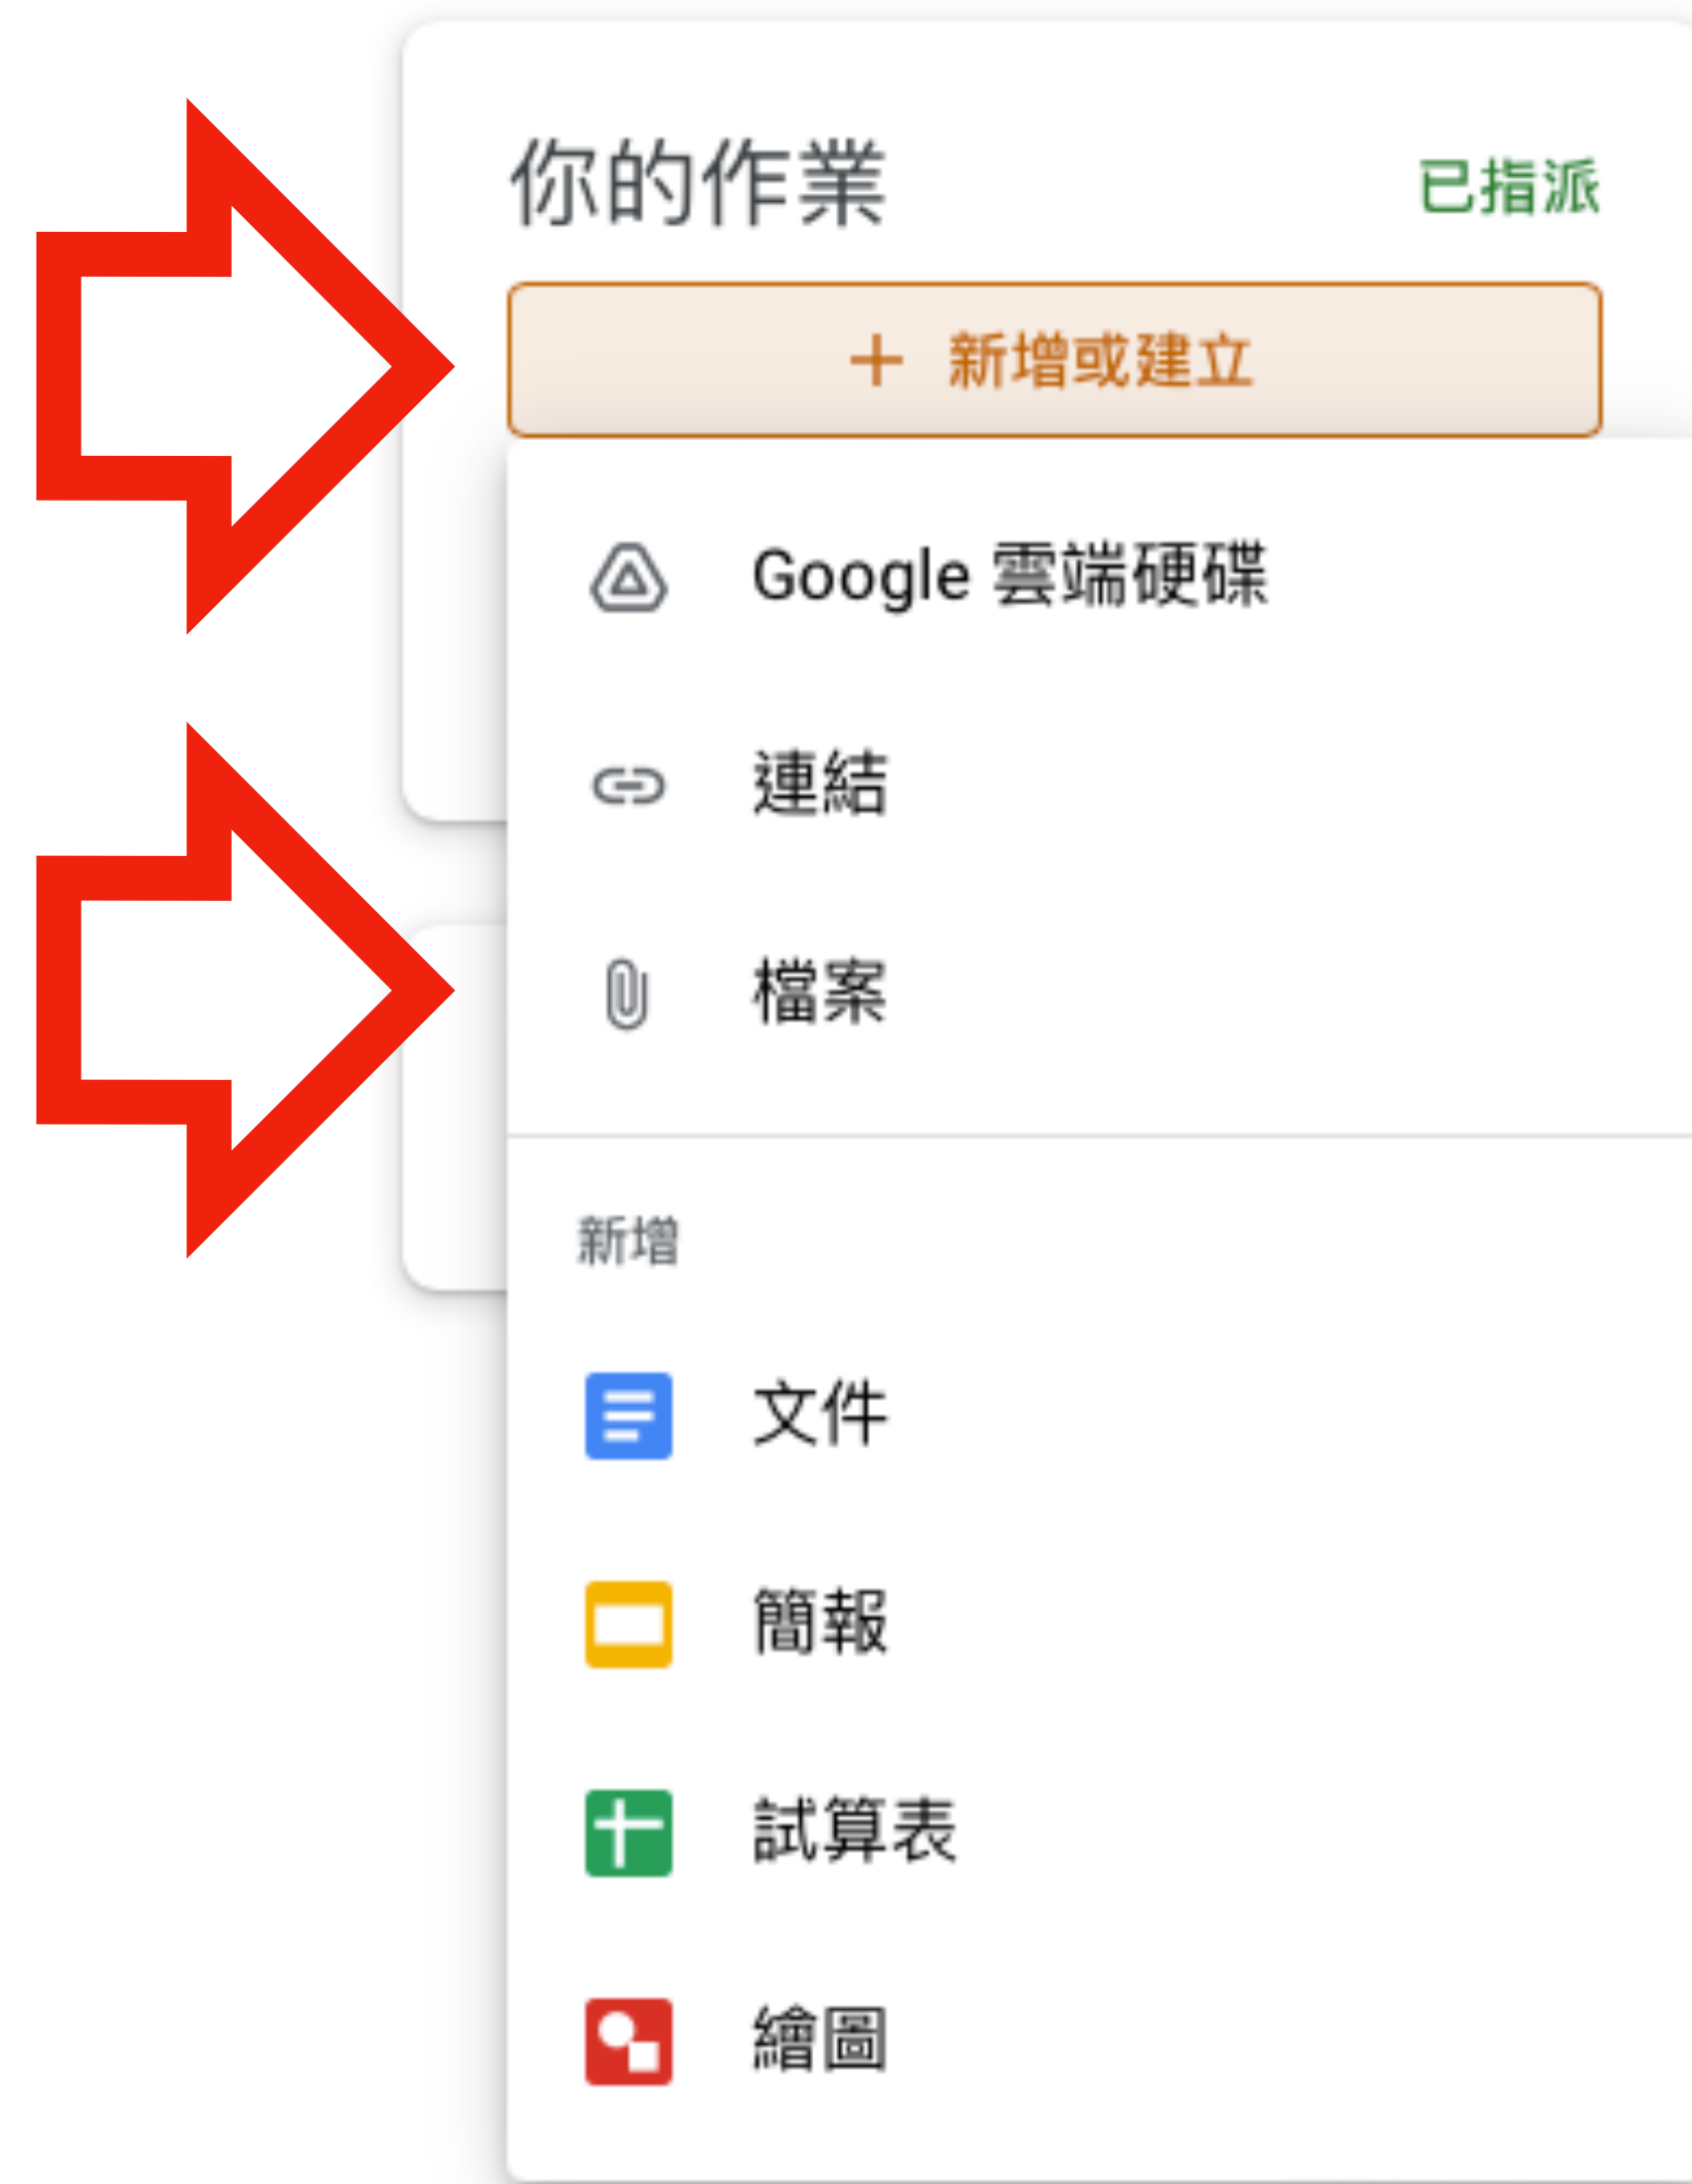 你的作業 已指派
+ 新增或建立
Google 雲端硬碟
連結
檔案
新增
文件
簡報
試算表
繪圖